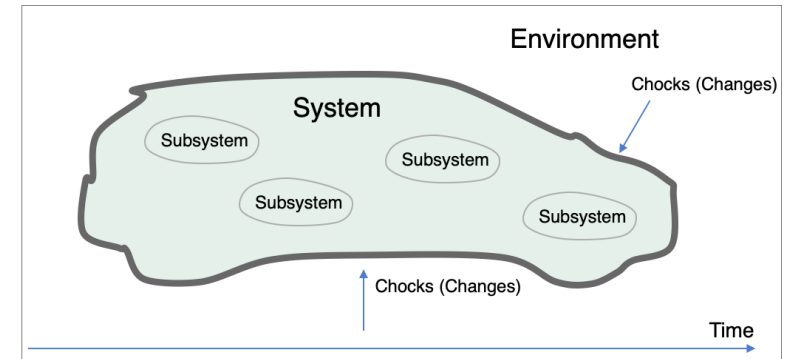 Environment
Chocks (Changes)
System
Subsystem
Subsystem
Subsystem
Subsystem
Chocks (Changes)
Time